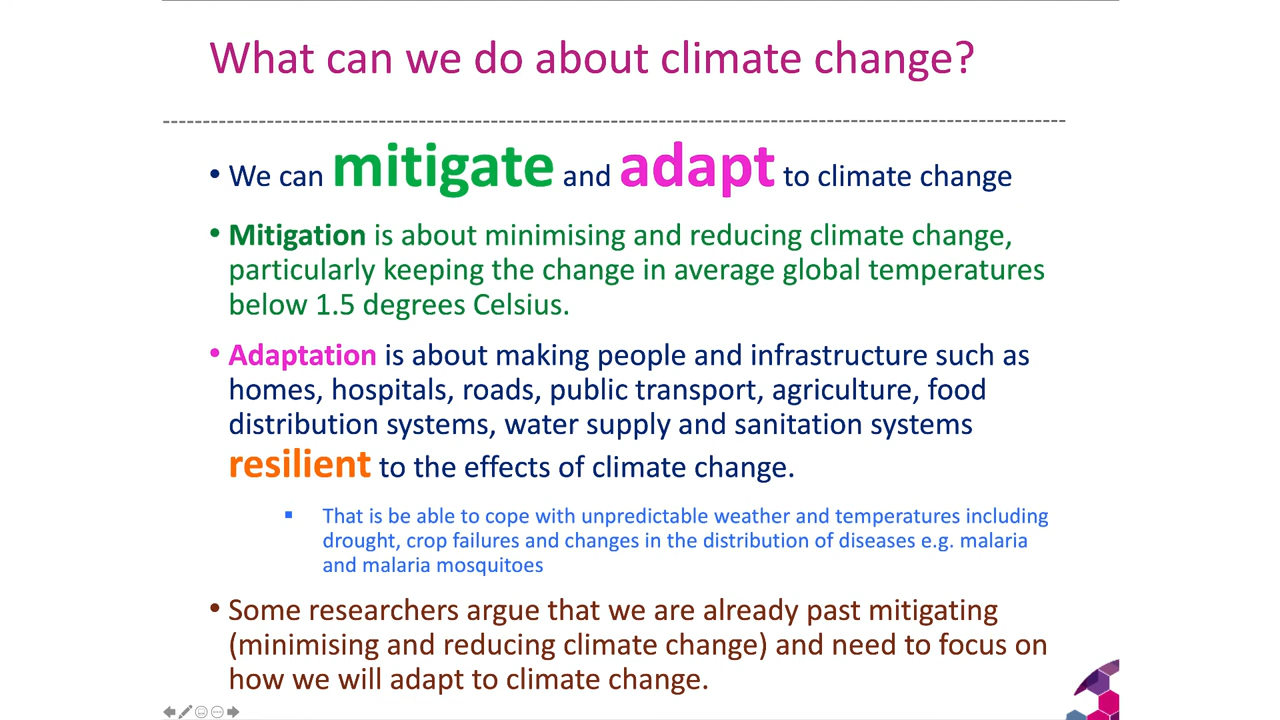 What can we do about climate change?
• We can mitigate and adapt to climate change
• Mitigation is about minimising and reducing climate change,
particularly keeping the change in average global temperatures
below 1.5 degrees Celsius.
• Adaptation is about making people and infrastructure such as
homes, hospitals, roads, public transport, agriculture, food
distribution systems, water supply and sanitation systems
resilient to the effects of climate change.
▪ That is be able to cope with unpredictable weather and temperatures including
drought, crop failures and changes in the distribution of diseases e.g. malaria
and malaria mosquitoes
• Some researchers argue that we are already past mitigating
(minimising and reducing climate change) and need to focus on
how we will adapt to climate change.